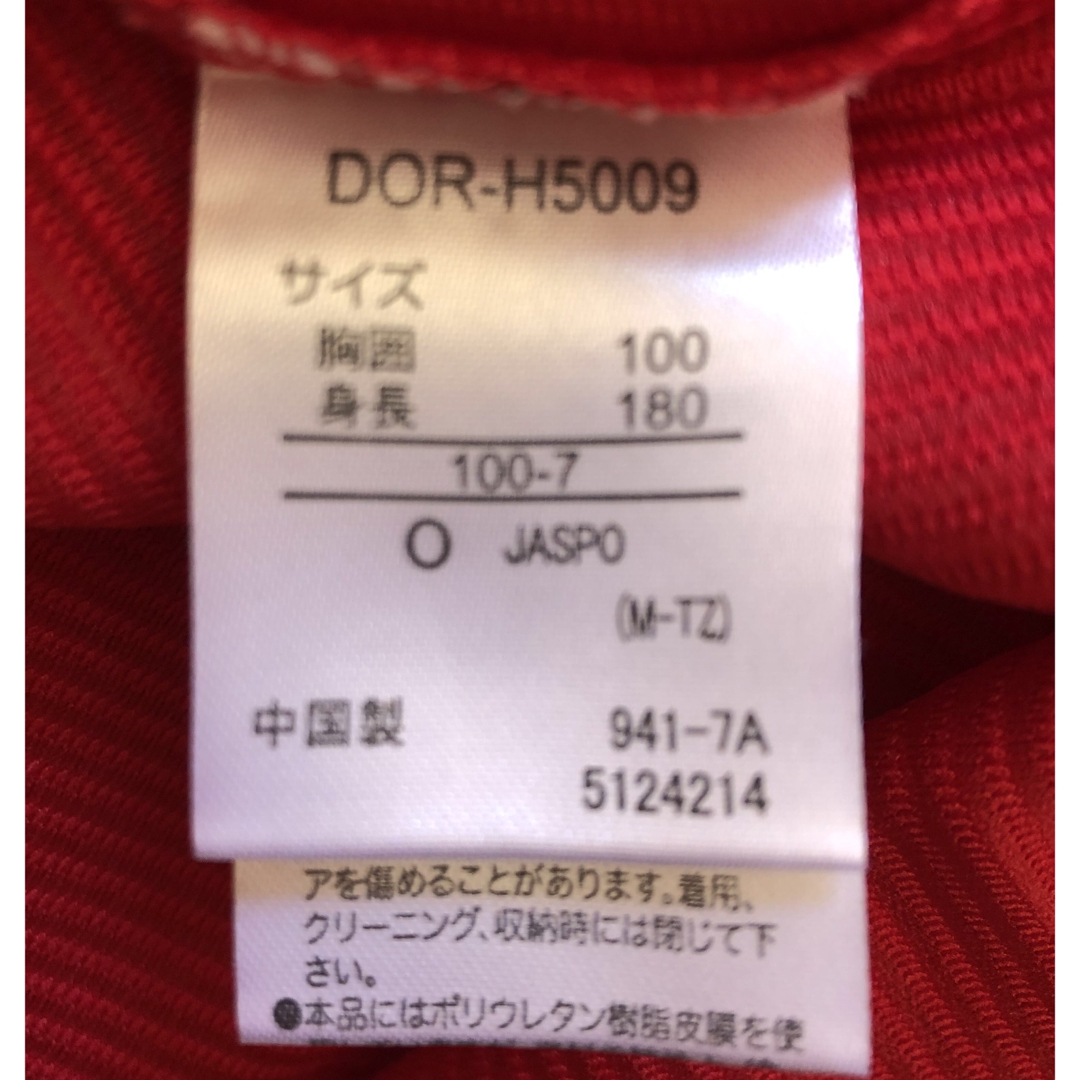 DOR-H5009
サイズ
胸囲 100
身長 180
100-7
O JASPO
(M-TZ)
中国製 941-7A
5124214
アを傷めることがあります。着用、
クリーニング、収納時には閉じて下
さい。
●本品にはポリウレタン樹脂皮膜を使